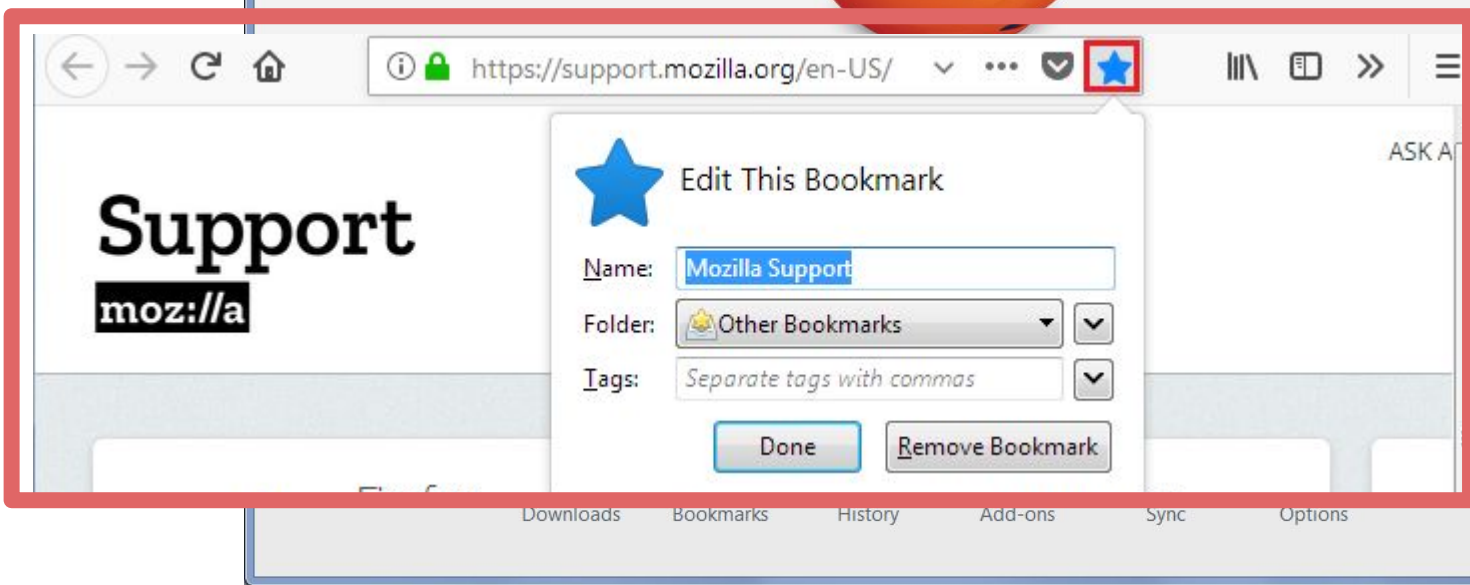 https://support.mozilla.org/en-US/
ASK A
Support
moz://a
Edit This Bookmark
Name: Mozilla Support
Folder: Other Bookmarks
Tags: Separate tags with commas
Done Remove Bookmark
Downloads Bookmarks History Add-ons Sync Options